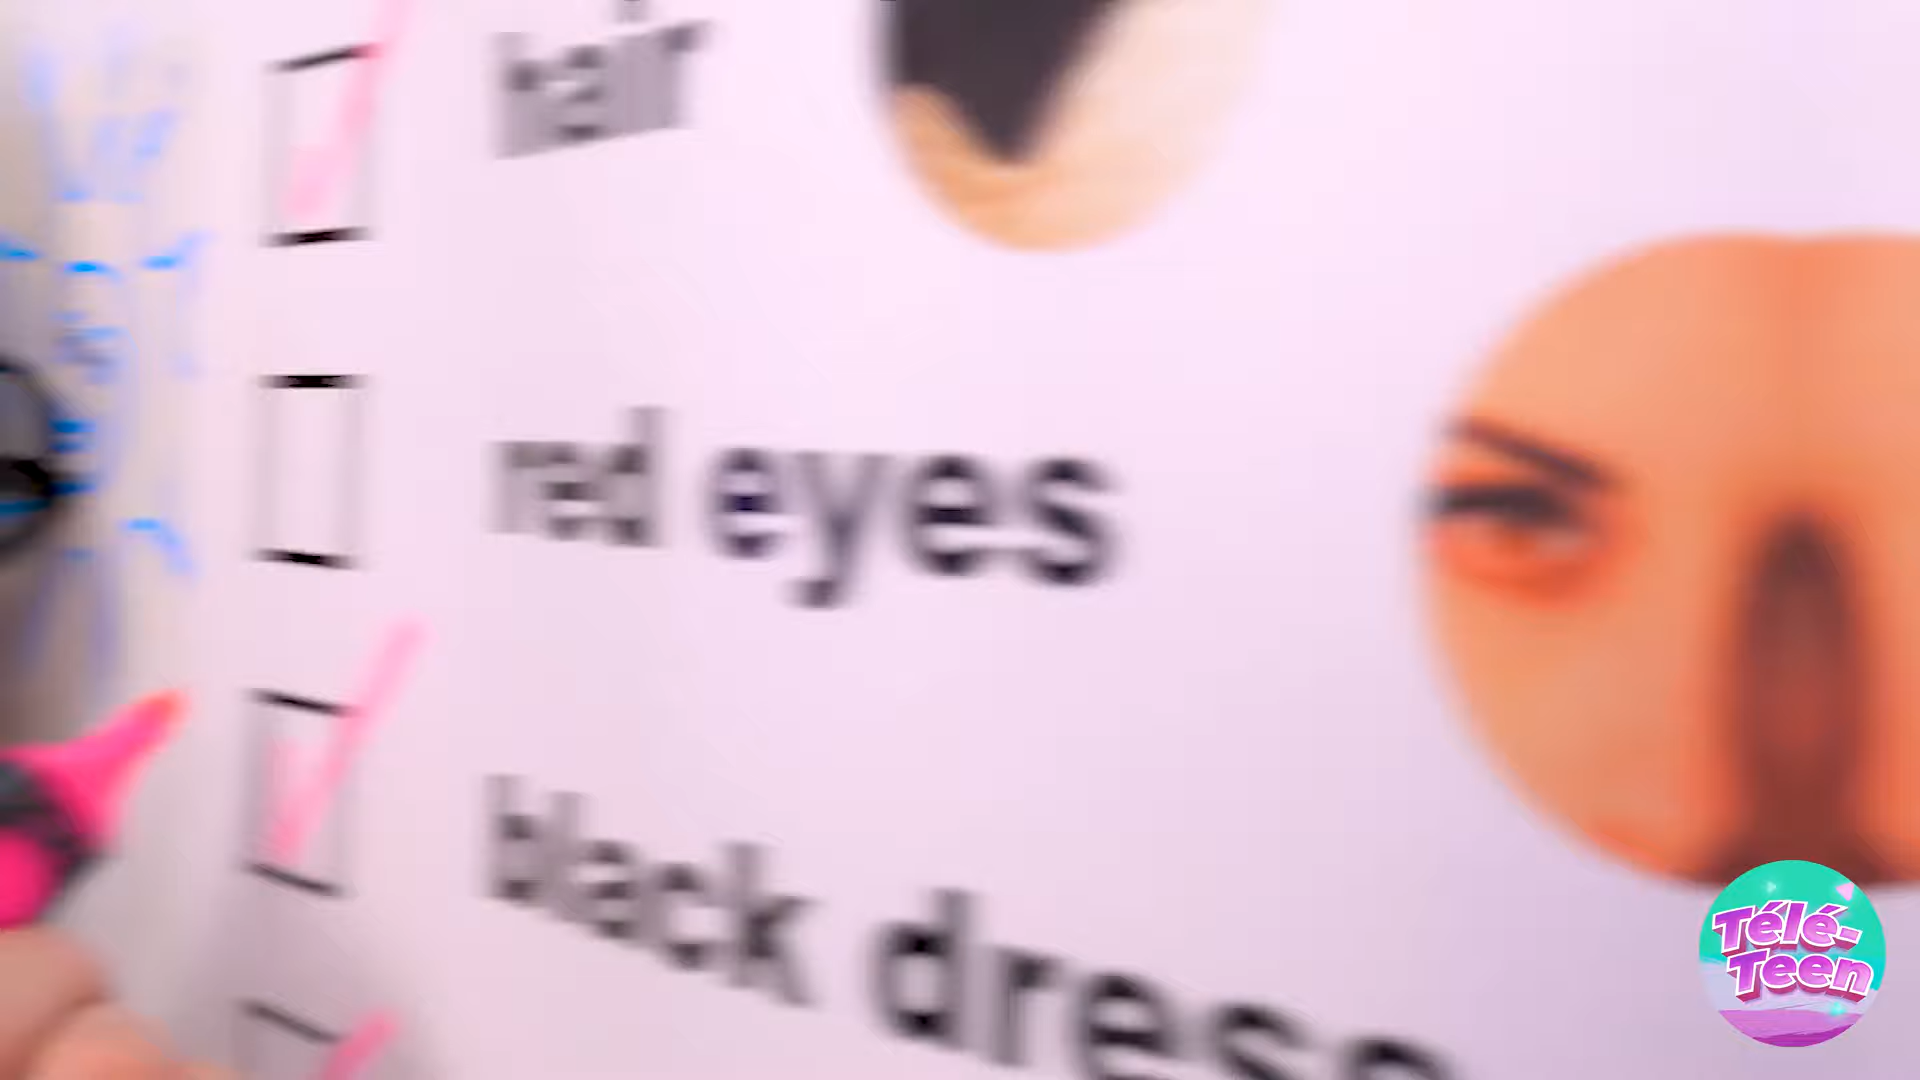 hair
red eyes
black dress
Télé-
Teen